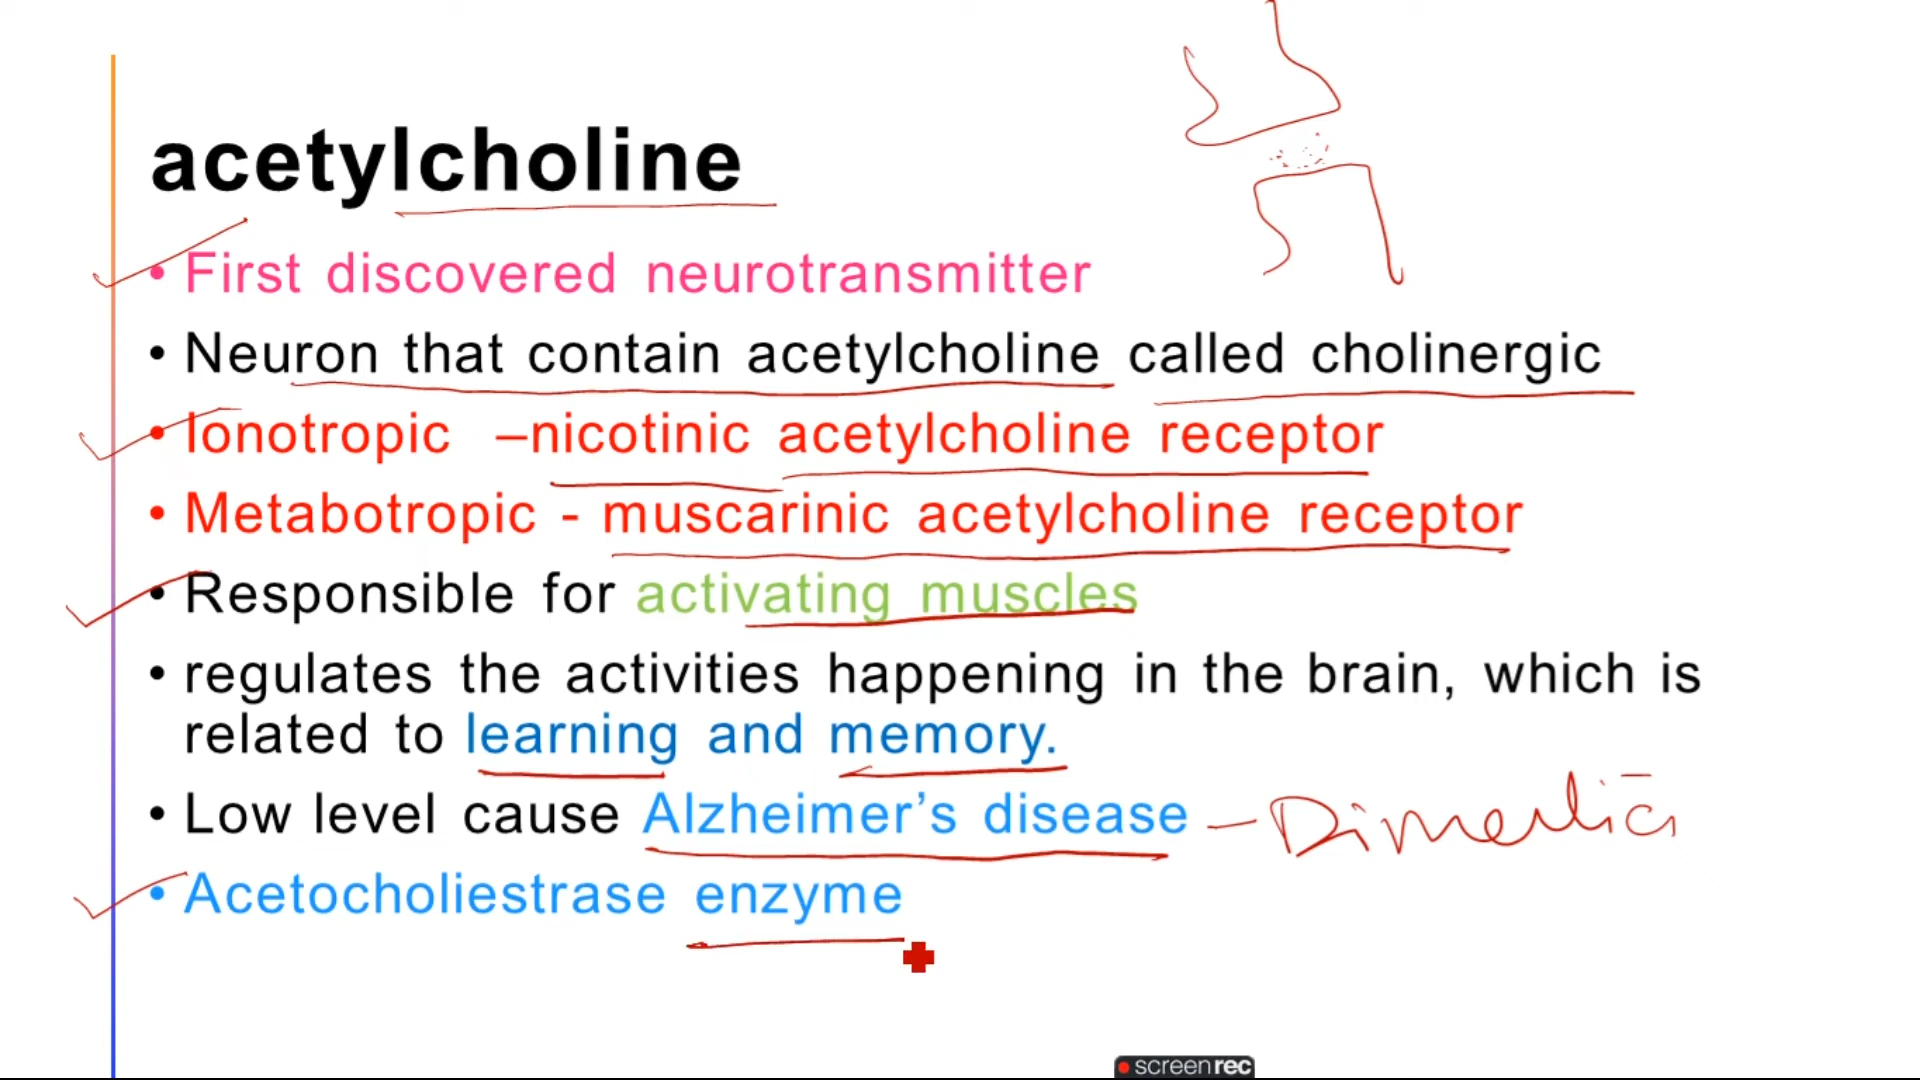 acetylcholine
• First discovered neurotransmitter
• Neuron that contain acetylcholine called cholinergic
• Ionotropic –nicotinic acetylcholine receptor
• Metabotropic - muscarinic acetylcholine receptor
• Responsible for activating muscles
• regulates the activities happening in the brain, which is
related to learning and memory.
• Low level cause Alzheimer’s disease – Dimentia
• Acetocholiestrase enzyme
screenrec